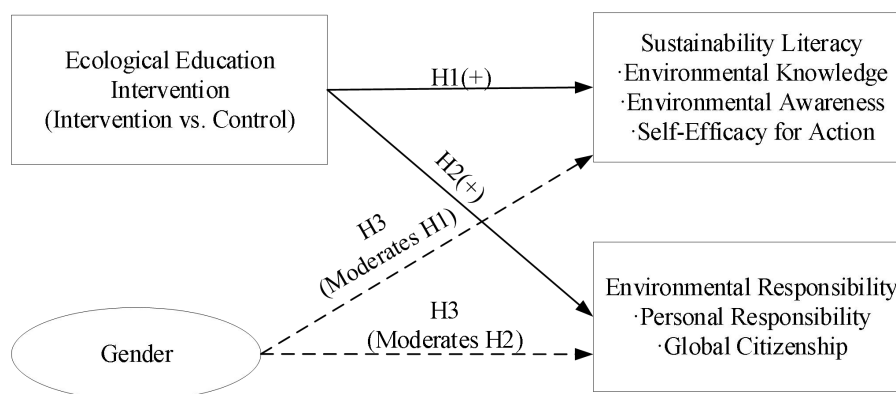 Ecological Education
Intervention
(Intervention vs. Control)
H1(+)
Sustainability Literacy
·Environmental Knowledge
·Environmental Awareness
·Self-Efficacy for Action
H2(+)
H3
(Moderates H1)
Gender
H3
(Moderates H2)
Environmental Responsibility
·Personal Responsibility
·Global Citizenship